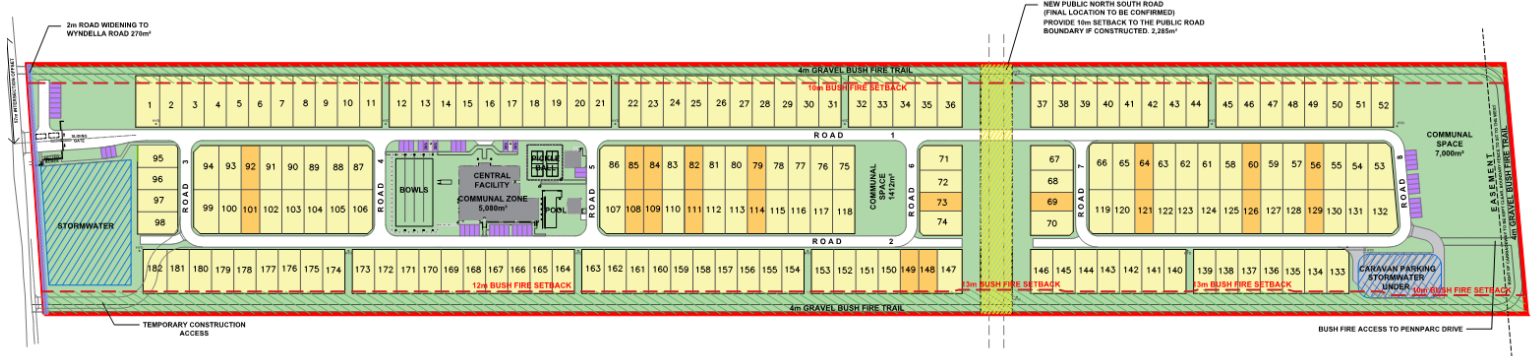 NEW PUBLIC NORTH SOUTH ROAD
(FINAL LOCATION TO BE CONFIRMED)
PROVIDE 10m SETBACK TO THE PUBLIC ROAD
BOUNDARY IF CONSTRUCTED. 2,285m²
2m ROAD WIDENING TO
WYNDELLA ROAD 270m²
4m GRAVEL BUSH FIRE TRAIL
10m BUSH FIRE SETBACK
1 2 3 4 5 6 7 8 9 10 11 12 13 14 15 16 17 18 19 20 21 22 23 24 25 26 27 28 29 30 31 32 33 34 35 36 37 38 39 40 41 42 43 44 45 46 47 48 49 50 51 52
ROAD 1
COMMUNAL
SPACE
7,000m²
EASEMENT
4m GRAVEL BUSH FIRE TRAIL
95
96
97
98
ROAD 3
94 93 92 91 90 89 88 87
99 100 101 102 103 104 105 106
ROAD 4
BOWLS
CENTRAL
FACILITY
COMMUNAL ZONE
5,080m²
PICKLE
BALL
POOL
ROAD 5
86 85 84 83 82 81 80 79 78 77 76 75
107 108 109 110 111 112 113 114 115 116 117 118
COMMUNAL
SPACE
1412m²
ROAD 6
71
72
73
74
67
68
69
70
ROAD 7
66 65 64 63 62 61 58 60 59 57 56 55 54 53
119 120 121 122 123 124 125 126 127 128 129 130 131 132
ROAD 8
STORMWATER
ROAD 2
182 181 180 179 178 177 176 175 174 173 172 171 170 169 168 167 166 165 164 163 162 161 160 159 158 157 156 155 154 153 152 151 150 149 148 147 146 145 144 143 142 141 140 139 138 137 136 135 134 133
CARAVAN PARKING
STORMWATER
UNDER
12m BUSH FIRE SETBACK
13m BUSH FIRE SETBACK
13m BUSH FIRE SETBACK
10m BUSH FIRE SETBACK
4m GRAVEL BUSH FIRE TRAIL
TEMPORARY CONSTRUCTION
ACCESS
BUSH FIRE ACCESS TO PENNPARC DRIVE